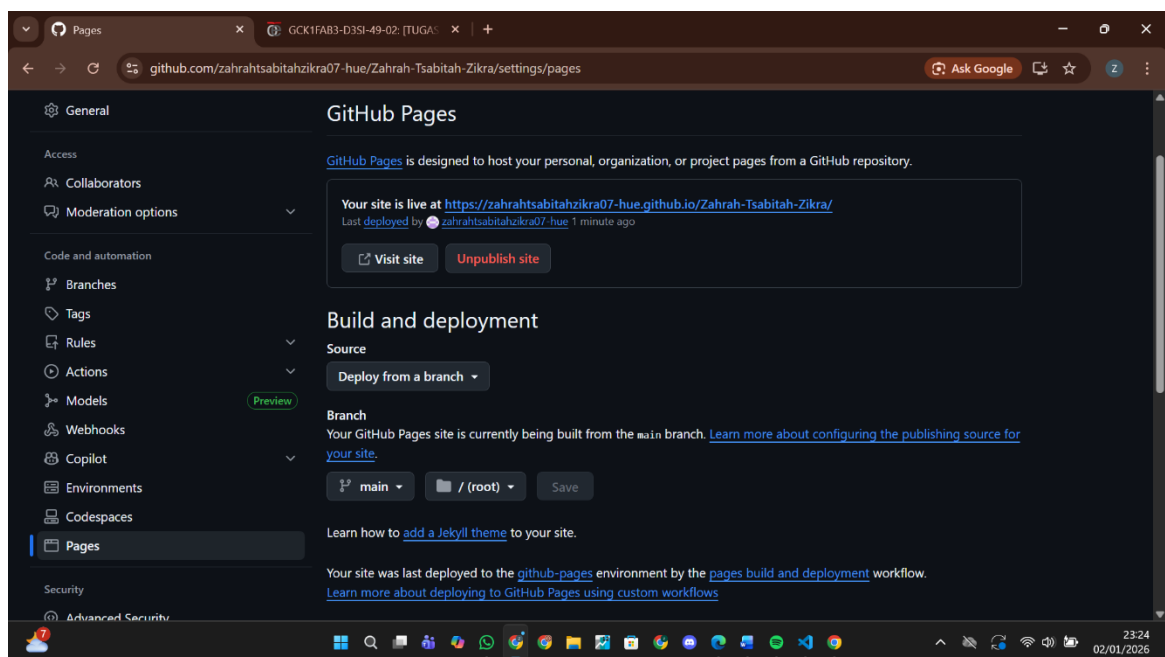 Pages
GCK1FAB3-D3SI-49-02: [TUGAS
github.com/zahrahtsabitahzikra07-hue/Zahrah-Tsabitah-Zikra/settings/pages
Ask Google
Z
General
Access
Collaborators
Moderation options
Code and automation
Branches
Tags
Rules
Actions
Models
Preview
Webhooks
Copilot
Environments
Codespaces
Pages
Security
Advanced Security
GitHub Pages
GitHub Pages is designed to host your personal, organization, or project pages from a GitHub repository.
Your site is live at https://zahrahtsabitahzikra07-hue.github.io/Zahrah-Tsabitah-Zikra/
Last deployed by zahrahtsabitahzikra07-hue 1 minute ago
Visit site
Unpublish site
Build and deployment
Source
Deploy from a branch
Branch
Your GitHub Pages site is currently being built from the main branch. Learn more about configuring the publishing source for
your site.
main
/ (root)
Save
Learn how to add a Jekyll theme to your site.
Your site was last deployed to the github-pages environment by the pages build and deployment workflow.
Learn more about deploying to GitHub Pages using custom workflows
7
23:24
02/01/2026